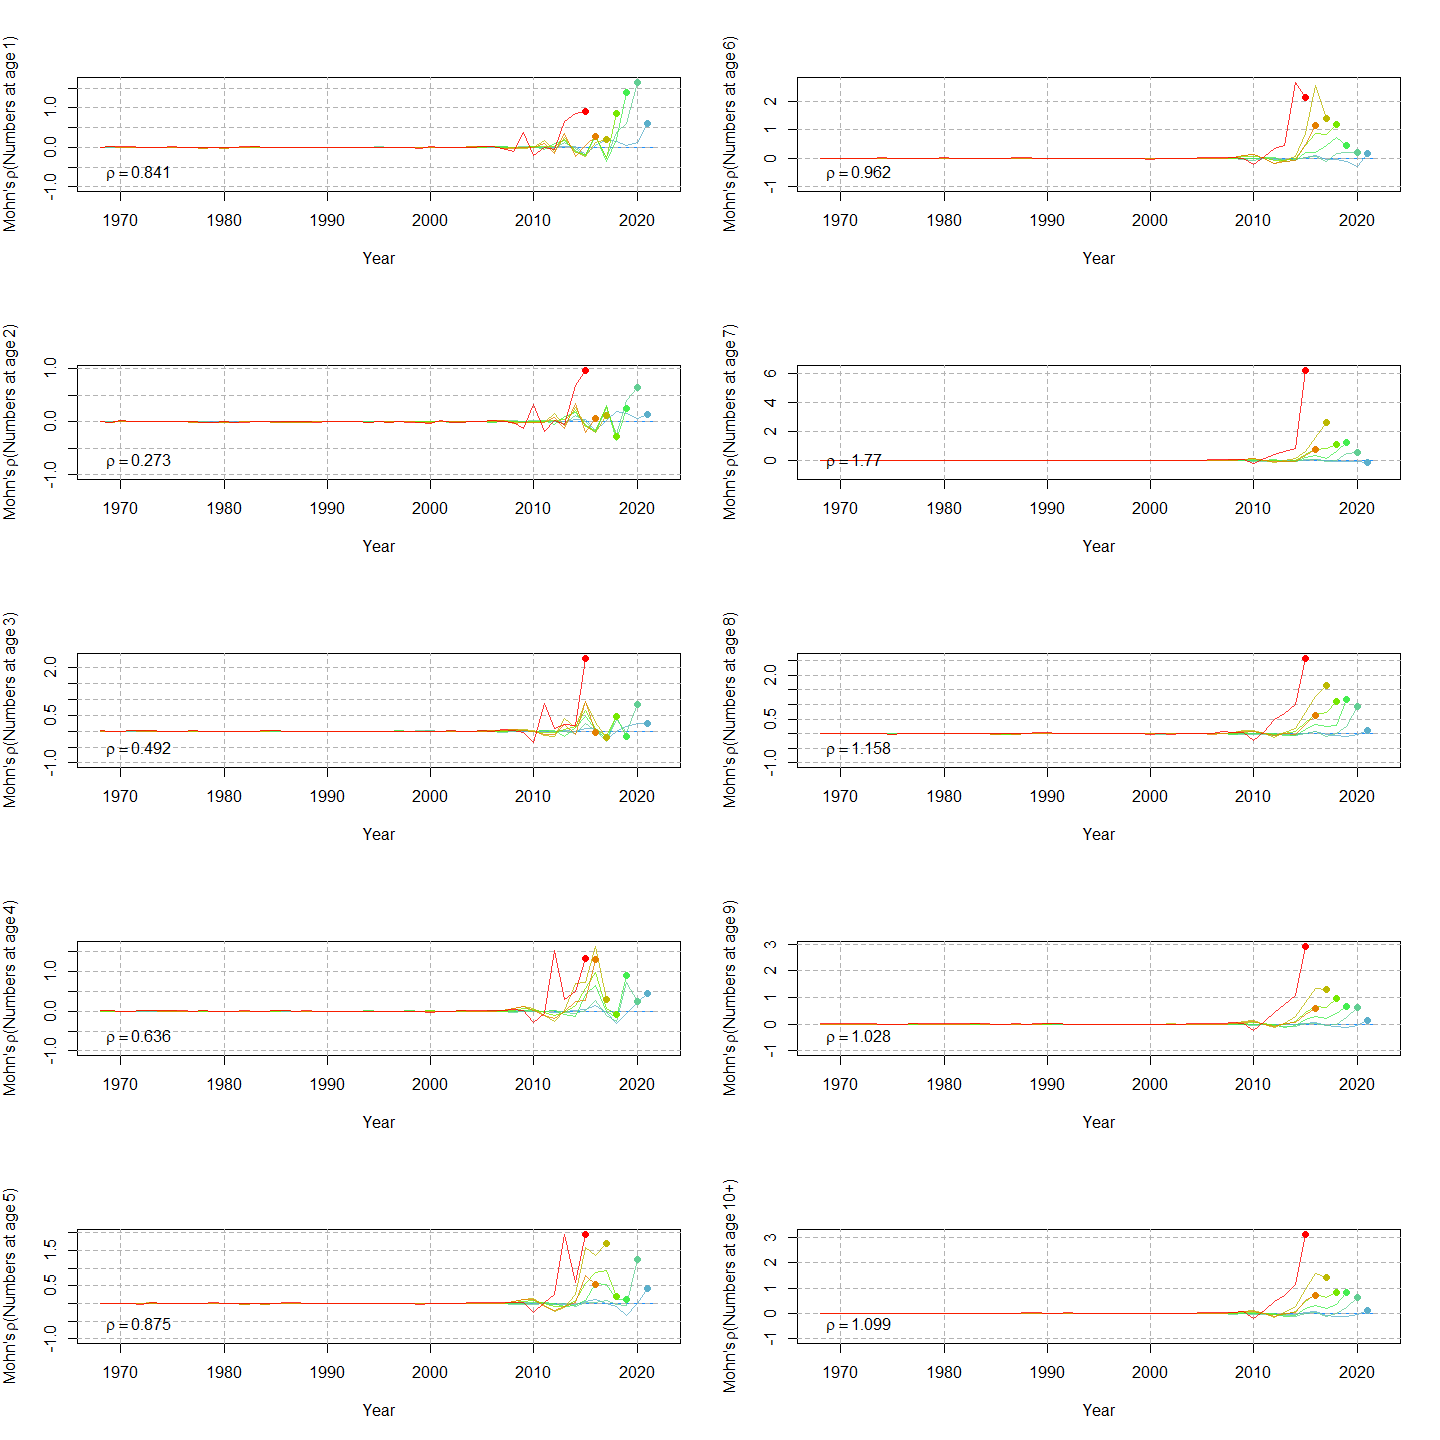 Mohn's ρ(Numbers at age 1)
1.0
0.0
-1.0
ρ = 0.841
1970 1980 1990 2000 2010 2020
Year
Mohn's ρ(Numbers at age 6)
2
1
0
-1
ρ = 0.962
1970 1980 1990 2000 2010 2020
Year
Mohn's ρ(Numbers at age 2)
1.0
0.0
-1.0
ρ = 0.273
1970 1980 1990 2000 2010 2020
Year
Mohn's ρ(Numbers at age 7)
6
4
2
0
ρ = 1.77
1970 1980 1990 2000 2010 2020
Year
Mohn's ρ(Numbers at age 3)
2.0
0.5
-1.0
ρ = 0.492
1970 1980 1990 2000 2010 2020
Year
Mohn's ρ(Numbers at age 8)
2.0
0.5
-1.0
ρ = 1.158
1970 1980 1990 2000 2010 2020
Year
Mohn's ρ(Numbers at age 4)
1.0
0.0
-1.0
ρ = 0.636
1970 1980 1990 2000 2010 2020
Year
Mohn's ρ(Numbers at age 9)
3
2
1
0
-1
ρ = 1.028
1970 1980 1990 2000 2010 2020
Year
Mohn's ρ(Numbers at age 5)
1.5
0.5
-1.0
ρ = 0.875
1970 1980 1990 2000 2010 2020
Year
Mohn's ρ(Numbers at age 10+)
3
2
1
0
-1
ρ = 1.099
1970 1980 1990 2000 2010 2020
Year